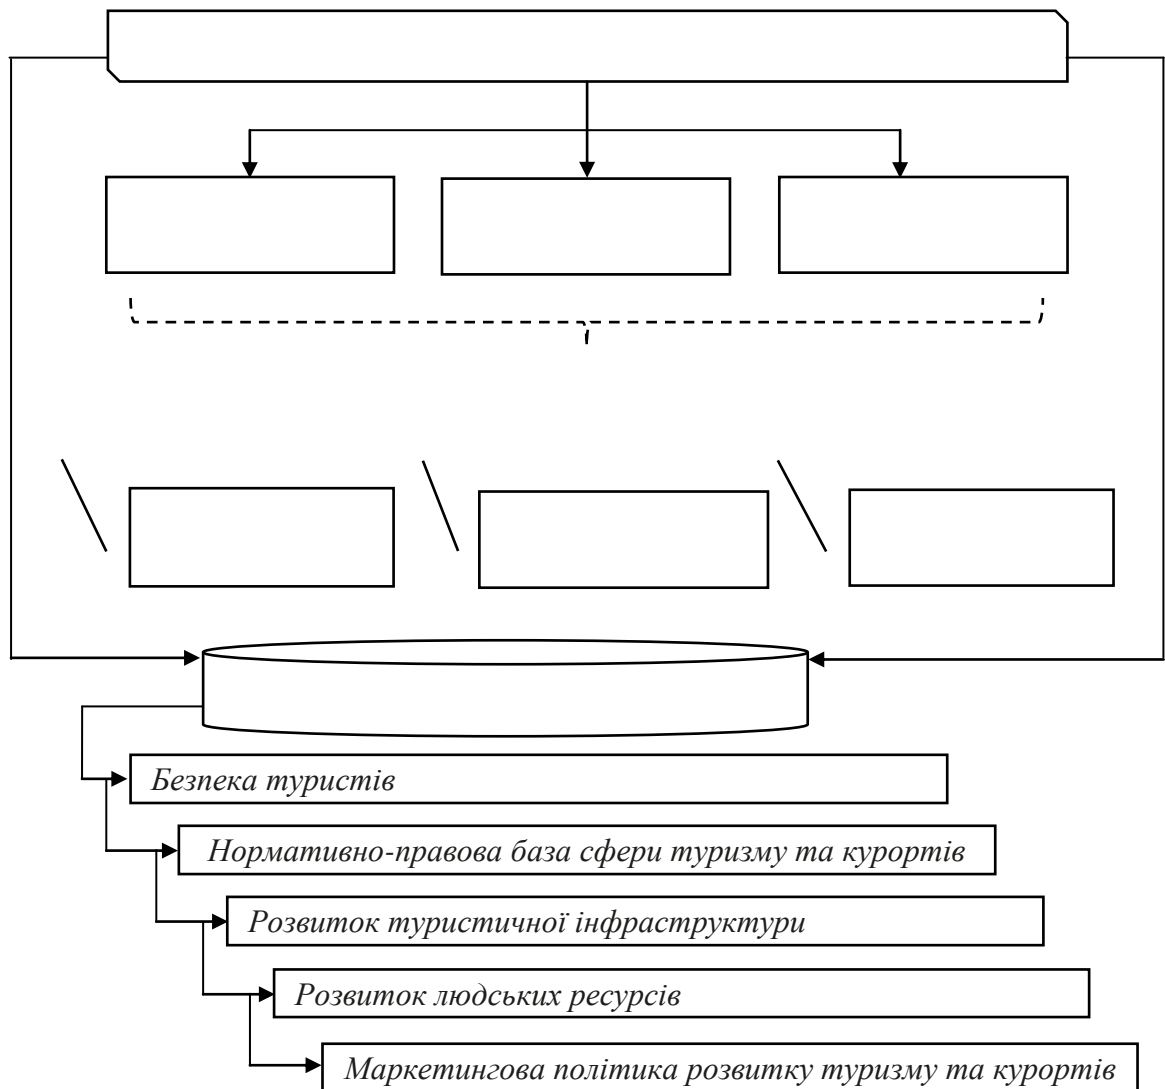 Безпека туристів
Нормативно-правова база сфери туризму та курортів
Розвиток туристичної інфраструктури
Розвиток людських ресурсів
Маркетингова політика розвитку туризму та курортів